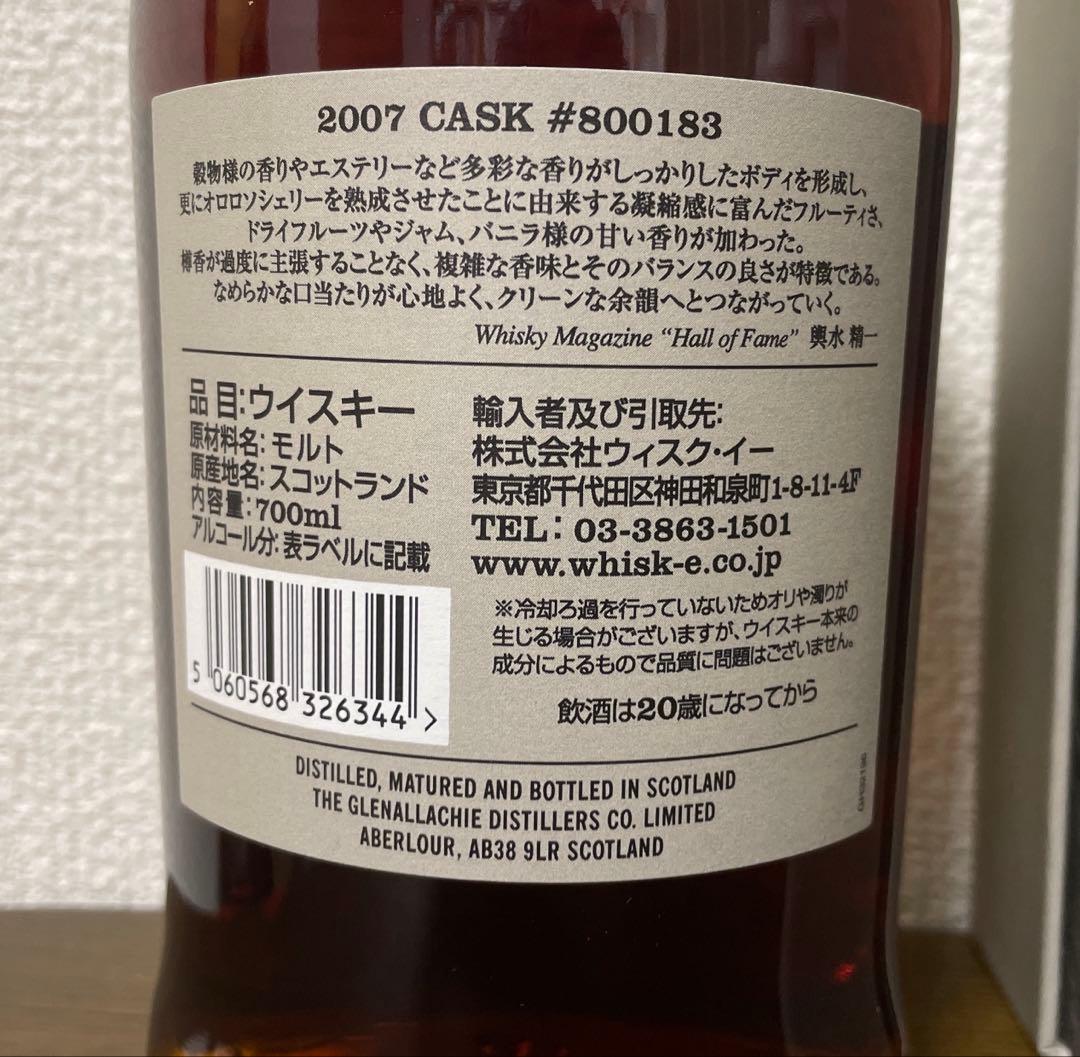 2007 CASK #800183
穀物様の香りやエステリーなど多彩な香りがしっかりしたボディを形成し、
更にオロロソシェリーを熟成させたことに由来する凝縮感に富んだフルーティさ、
ドライフルーツやジャム、バニラ様の甘い香りが加わった。
樽香が過度に主張することなく、複雑な香味とそのバランスの良さが特徴である。
なめらかな口当たりが心地よく、クリーンな余韻へとつながっていく。
Whisky Magazine “Hall of Fame” 輿水 精一
品 目:ウイスキー
原材料名: モルト
原産地名: スコットランド
内容量:700ml
アルコール分: 表ラベルに記載
輸入者及び引取先:
株式会社ウィスク・イー
東京都千代田区神田和泉町1-8-11-4F
TEL: 03-3863-1501
www.whisk-e.co.jp
※冷却ろ過を行っていないためオリや濁りが
生じる場合がございますが、ウイスキー本来の
成分によるもので品質に問題はございません。
飲酒は20歳になってから
5 060568 326344 >
DISTILLED, MATURED AND BOTTLED IN SCOTLAND
THE GLENALLACHIE DISTILLERS CO. LIMITED
ABERLOUR, AB38 9LR SCOTLAND